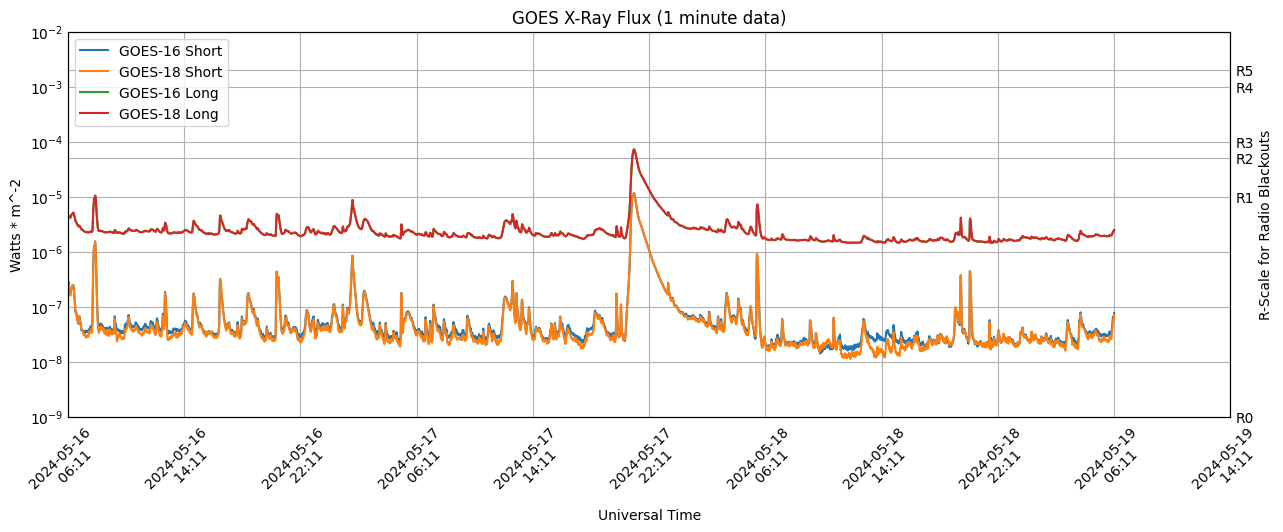 GOES X-Ray Flux (1 minute data)
GOES-16 Short
GOES-18 Short
GOES-16 Long
GOES-18 Long
10^-2
10^-3
10^-4
10^-5
10^-6
10^-7
10^-8
10^-9
Watts * m^-2
R5
R4
R3
R2
R1
R0
R-Scale for Radio Blackouts
2024-05-16
06:11
2024-05-16
14:11
2024-05-16
22:11
2024-05-17
06:11
2024-05-17
14:11
2024-05-17
22:11
2024-05-18
06:11
2024-05-18
14:11
2024-05-18
22:11
2024-05-19
06:11
2024-05-19
14:11
Universal Time